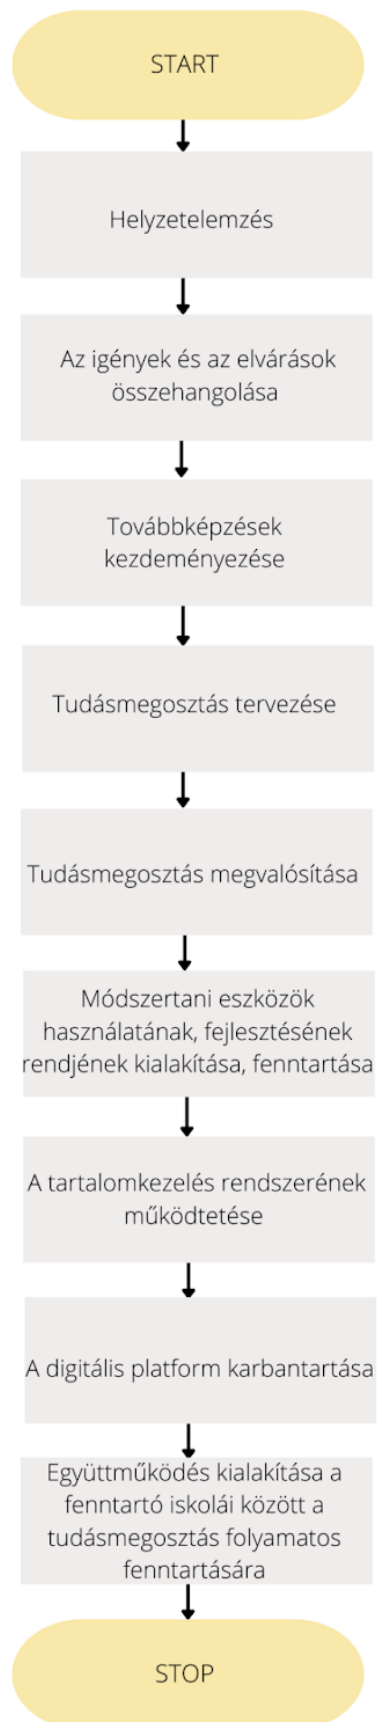 START
Helyzetelemzés
Az igények és az elvárások
összehangolása
Továbbképzések
kezdeményezése
Tudásmegosztás tervezése
Tudásmegosztás megvalósítása
Módszertani eszközök
használatának, fejlesztésének
rendjének kialakítása, fenntartása
A tartalomkezelés rendszerének
működtetése
A digitális platform karbantartása
Együttműködés kialakítása a
fenntartó iskolái között a
tudásmegosztás folyamatos
fenntartására
STOP